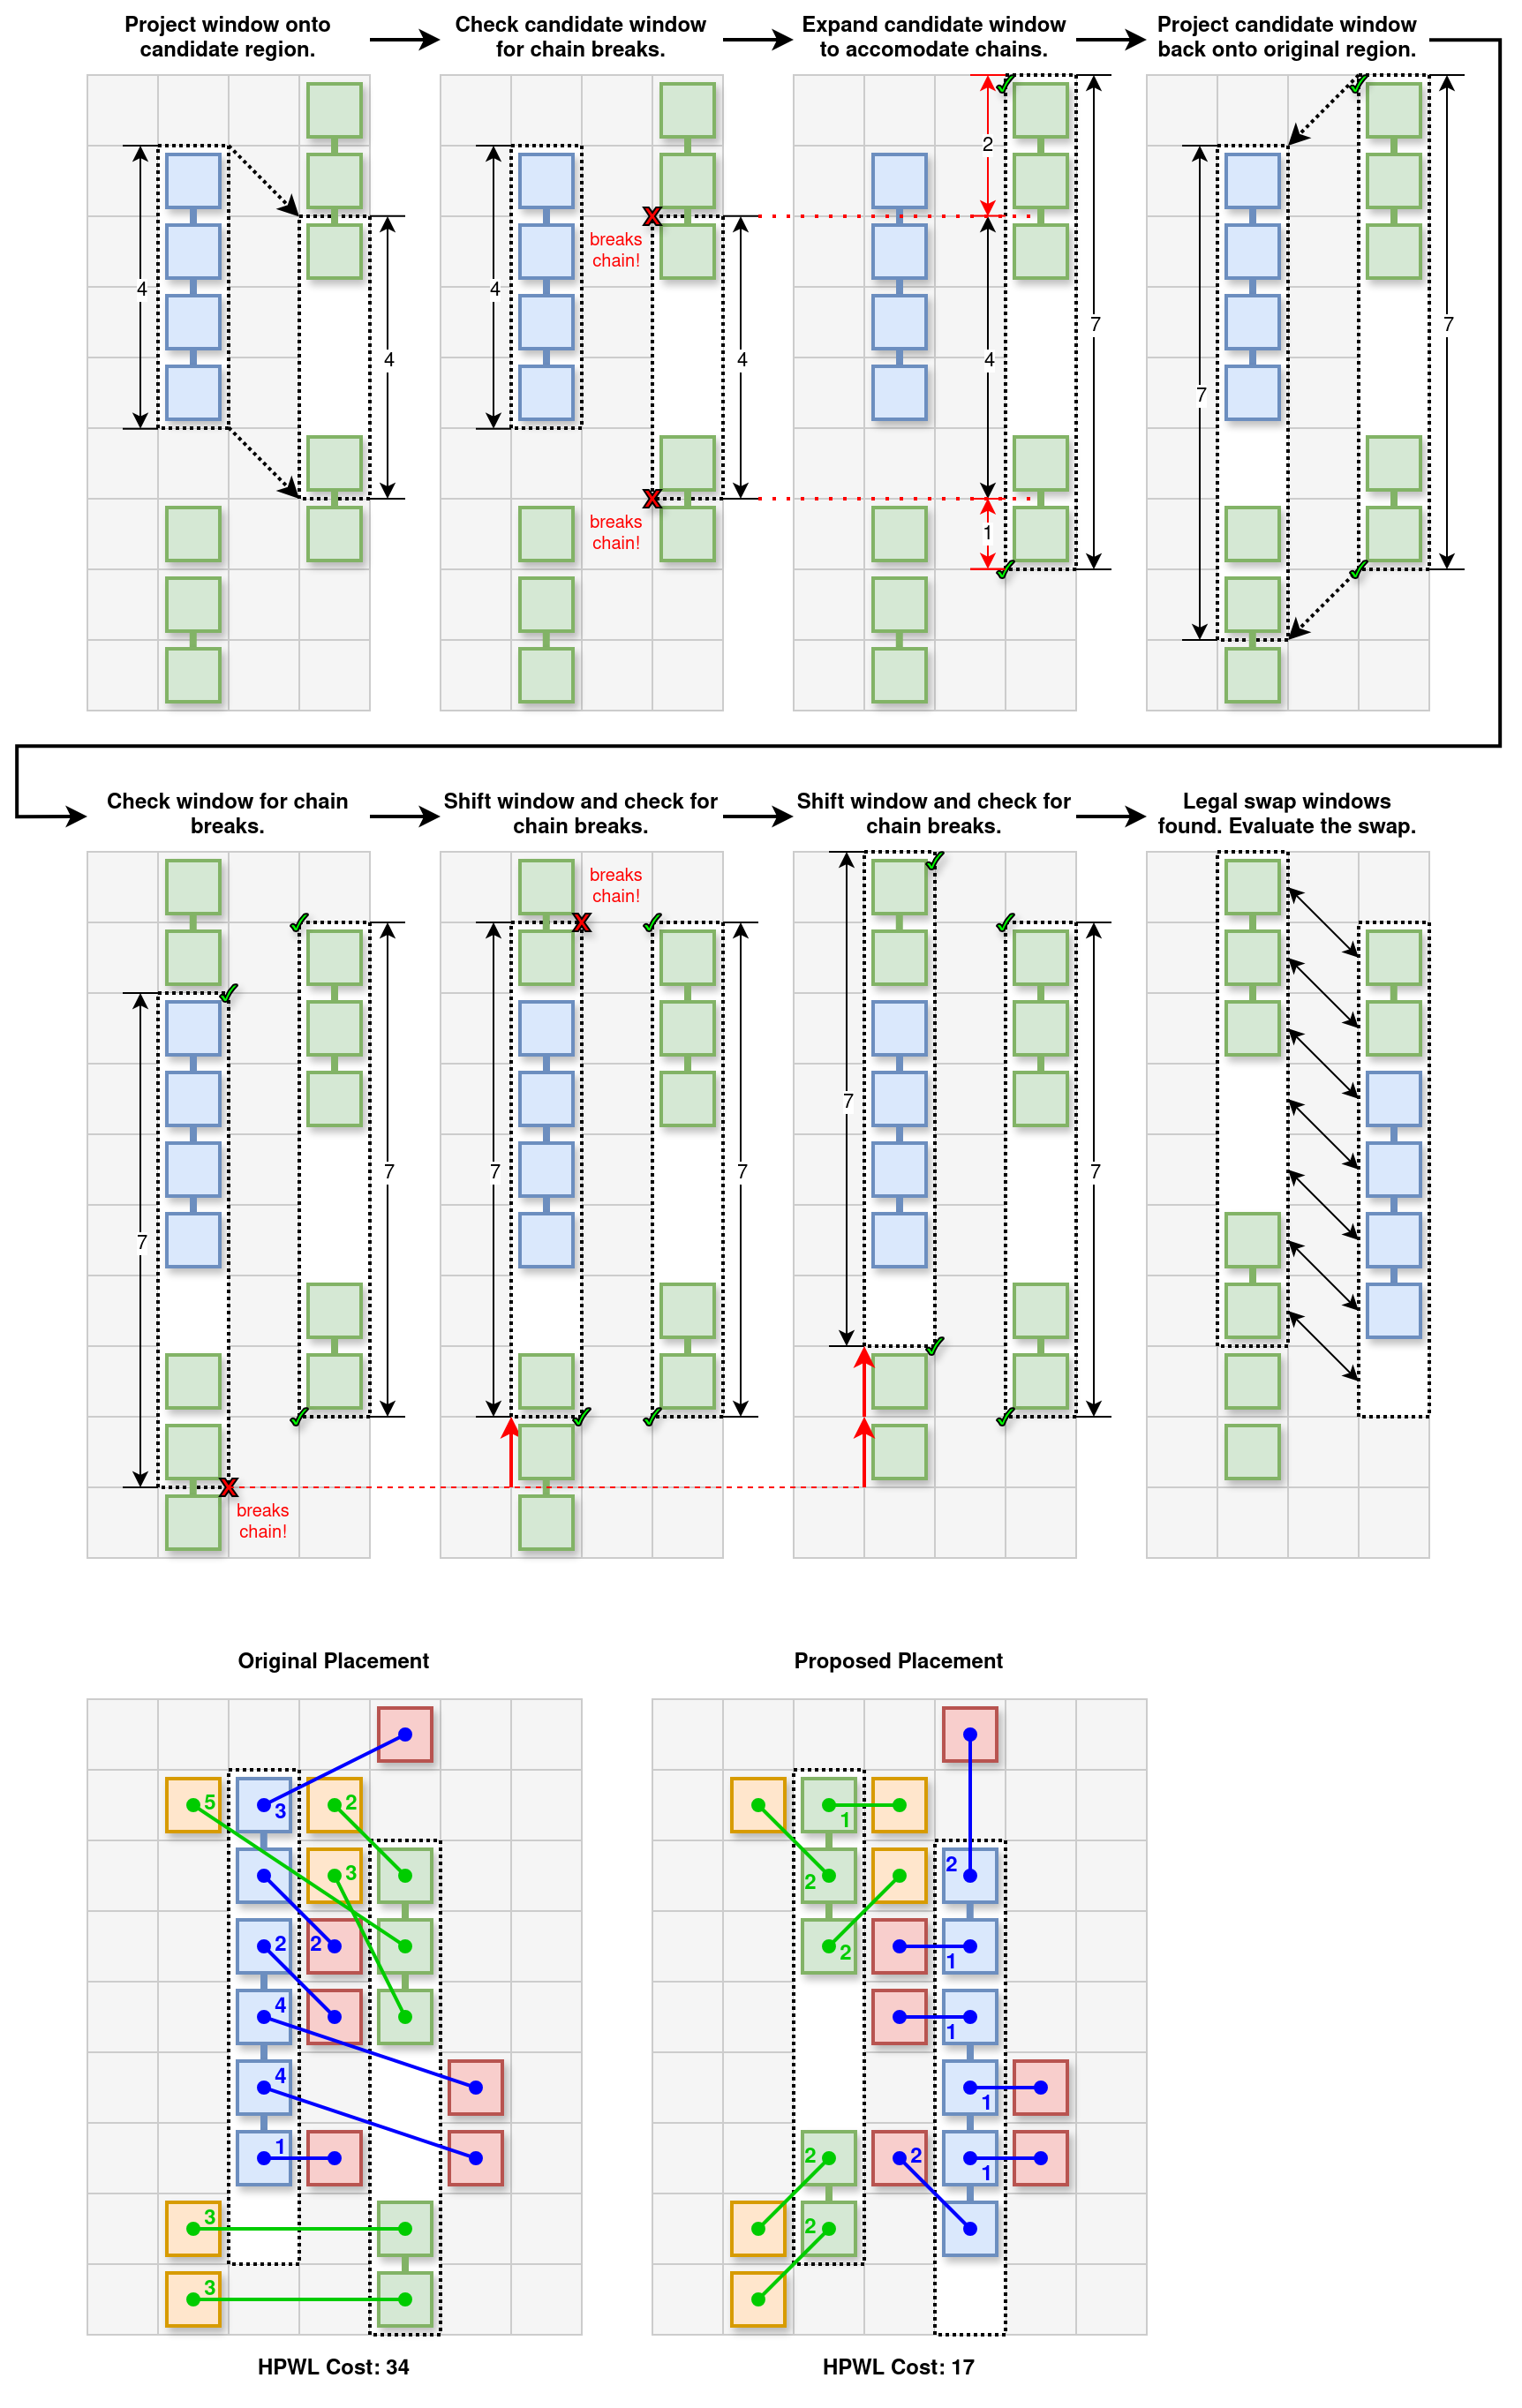 Project window onto
candidate region.
Check candidate window
for chain breaks.
Expand candidate window
to accomodate chains.
Project candidate window
back onto original region.
4
4
4
breaks
chain!
4
breaks
chain!
2
4
1
7
7
7
Check window for chain
breaks.
Shift window and check for
chain breaks.
Shift window and check for
chain breaks.
Legal swap windows
found. Evaluate the swap.
7
7
breaks
chain!
breaks
chain!
7
7
7
7
Original Placement
Proposed Placement
5
3
2
3
2
2
4
4
1
3
3
1
2
2
2
1
1
1
2
1
2
2
HPWL Cost: 34
HPWL Cost: 17